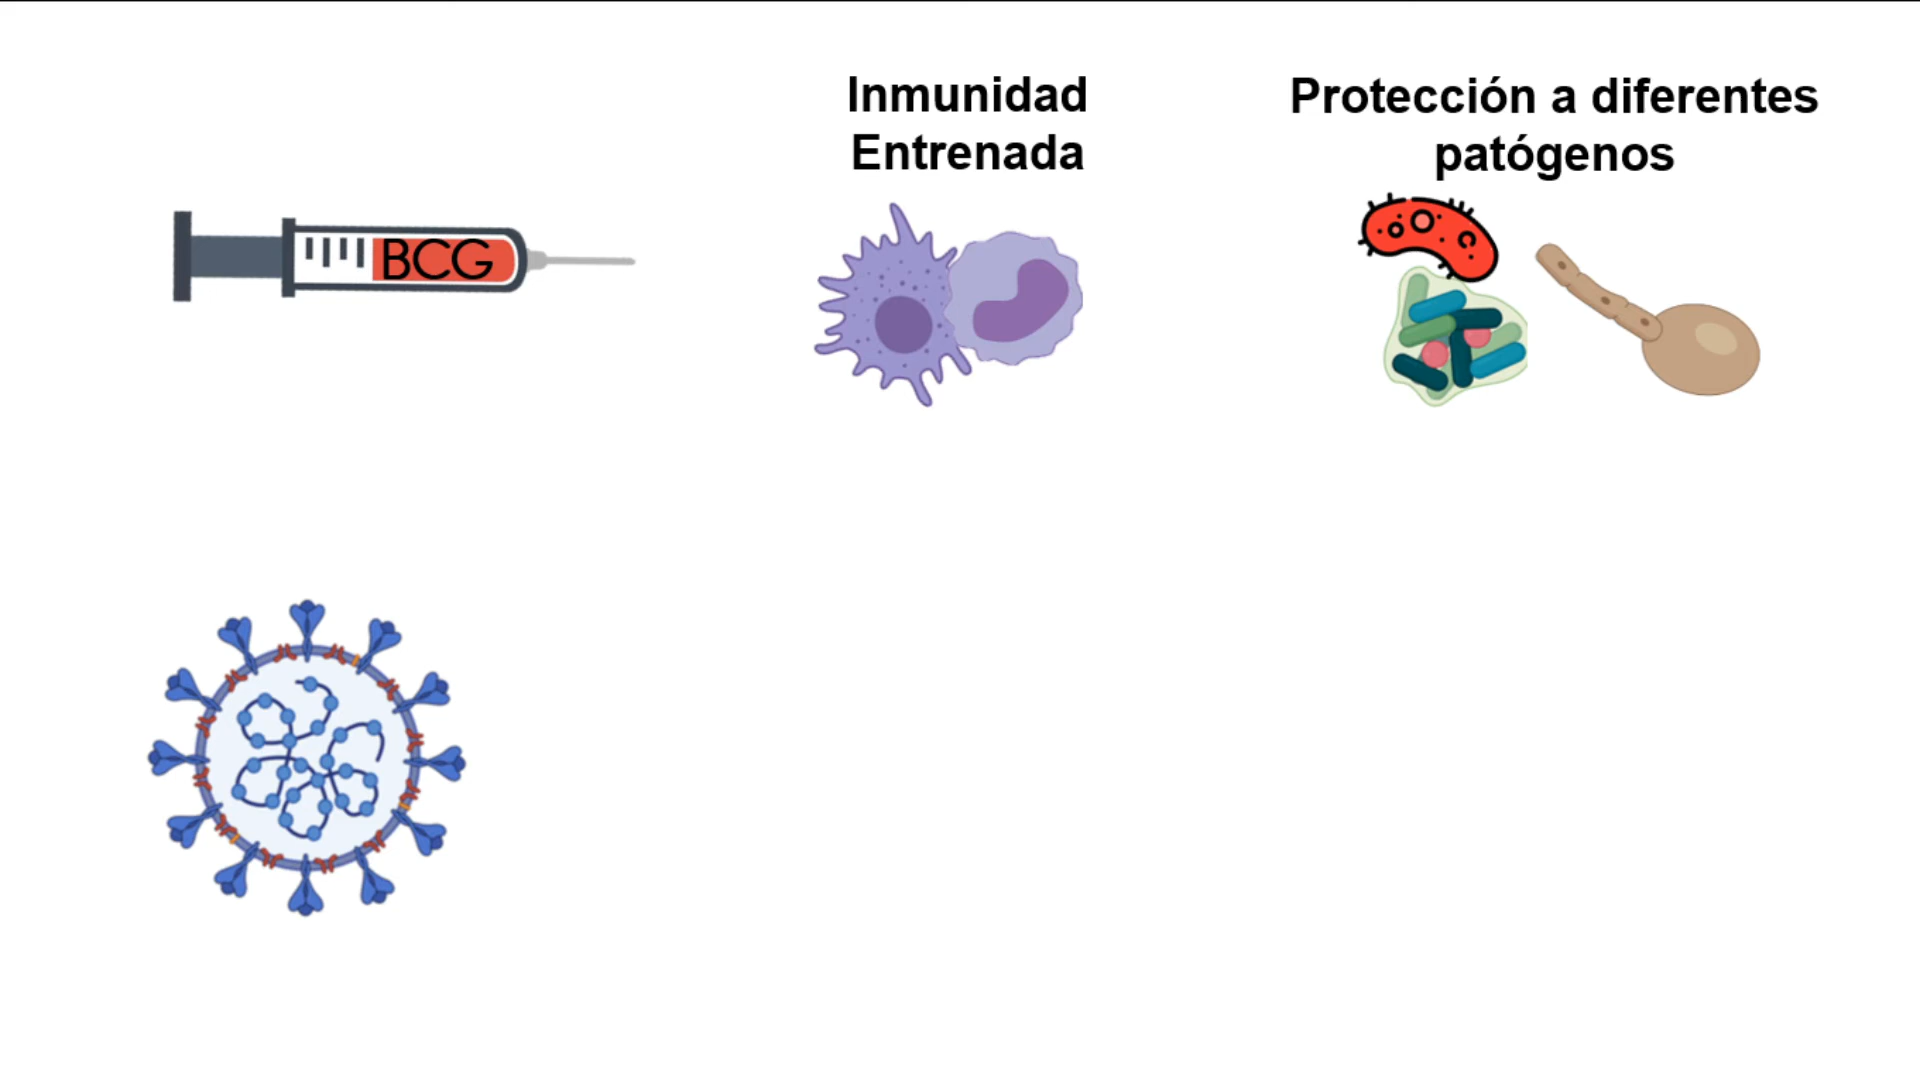 Inmunidad
Entrenada
Protección a diferentes
patógenos
BCG